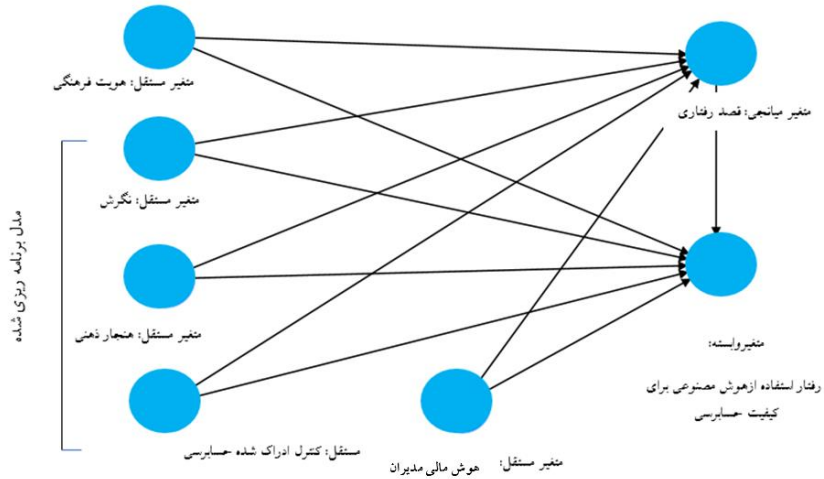 متغیر مستقل: هویت فرهنگی
متغیر میانجی: قصد رفتاری
متغیر مستقل: نگرش
مدل برنامه ریزی شده
متغیر مستقل: هنجار ذهنی
متغیروابسته:
رفتار استفاده ازهوش مصنوعی برای
کیفیت حسابرسی
مستقل: کنترل ادراک شده حسابرسی
متغیر مستقل: هوش مالی مدیران